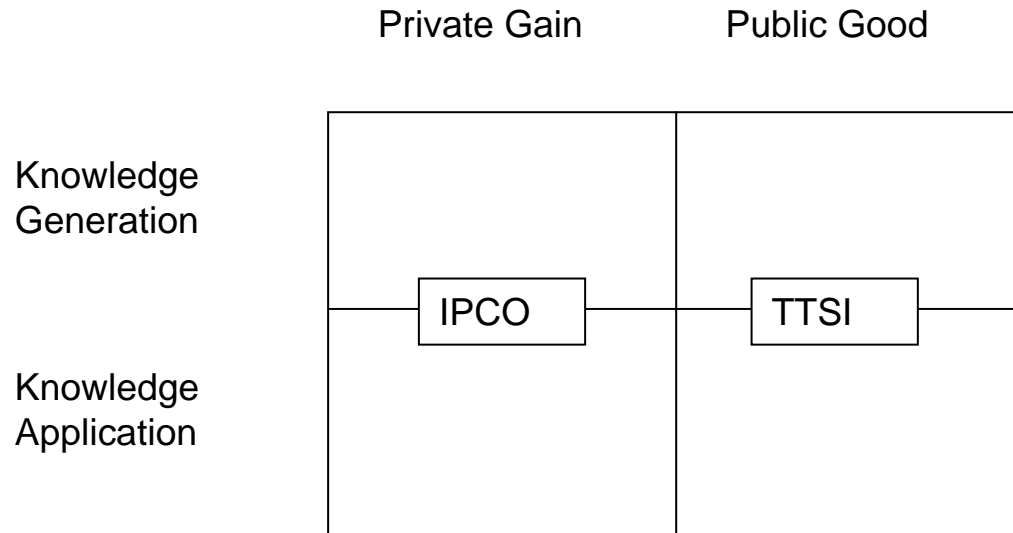 Private Gain
Public Good
Knowledge
Generation
IPCO
TTSI
Knowledge
Application